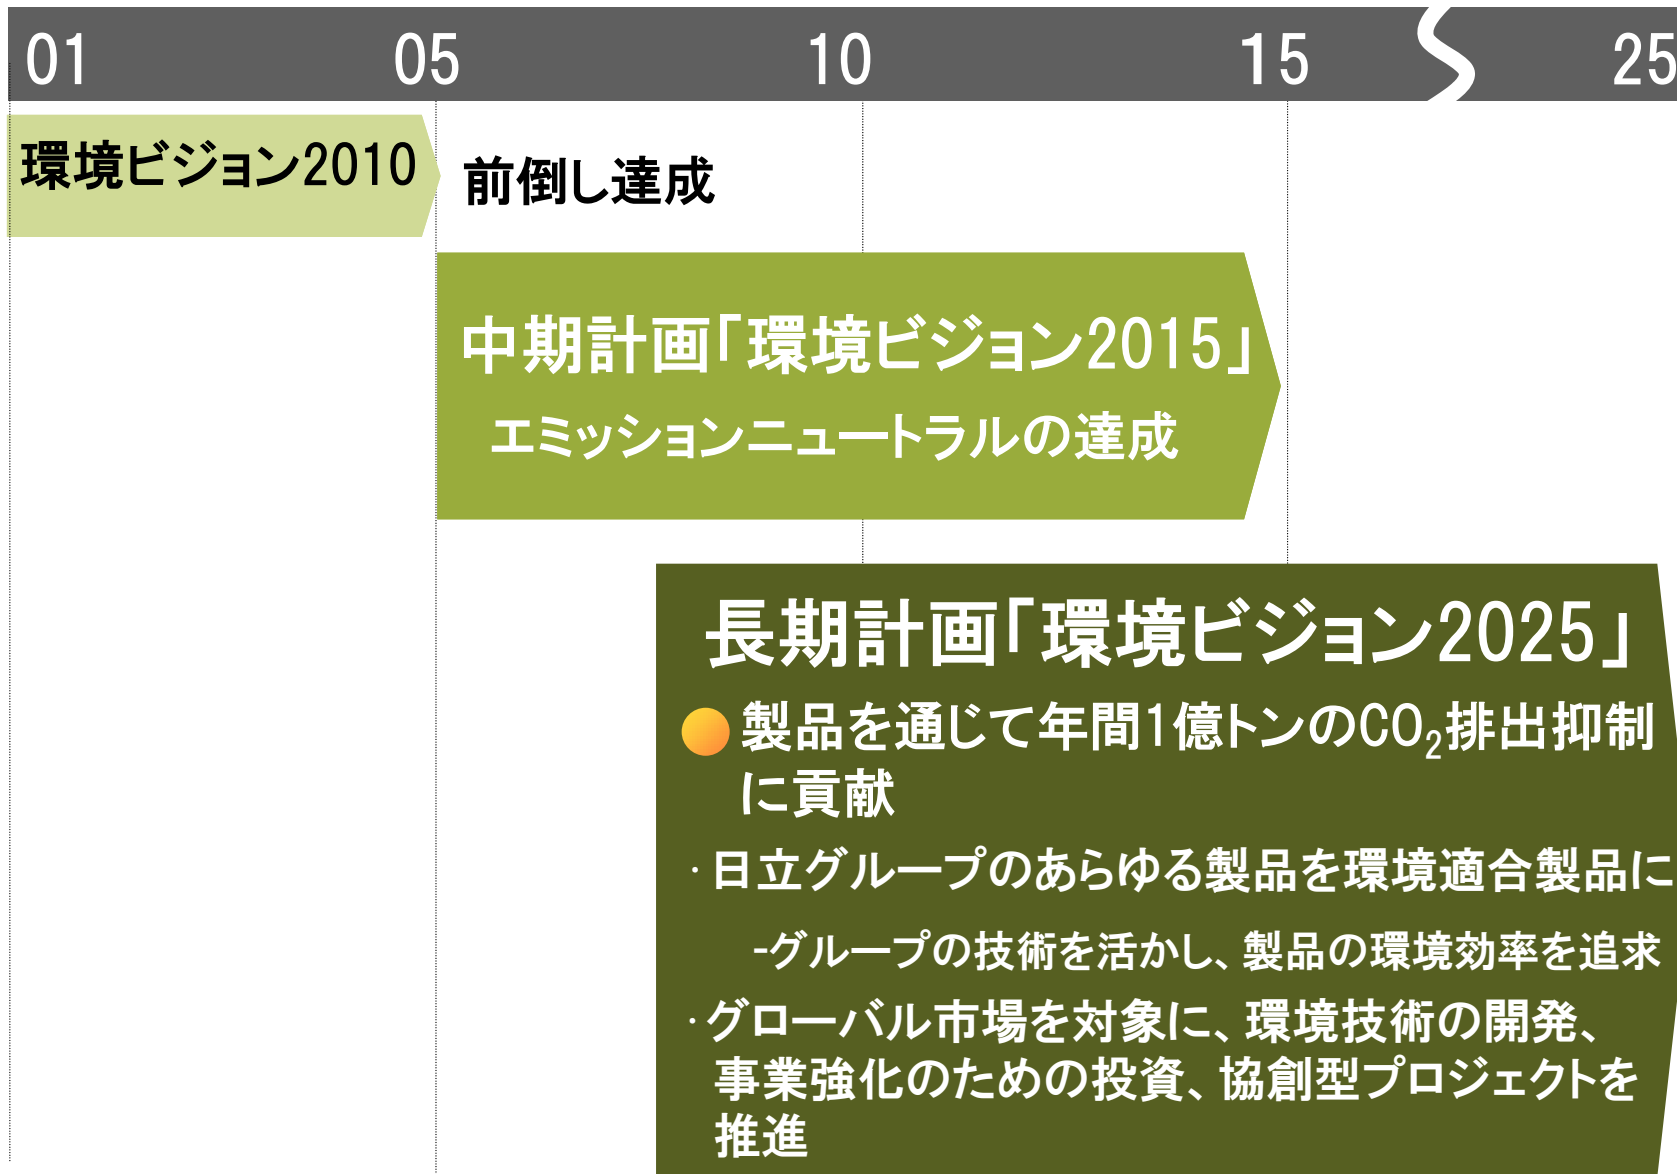 01 05 10 15 25
環境ビジョン2010
前倒し達成
中期計画「環境ビジョン2015」
エミッションニュートラルの達成
長期計画「環境ビジョン2025」
製品を通じて年間1億トンのCO₂排出抑制
に貢献
・日立グループのあらゆる製品を環境適合製品に
-グループの技術を活かし、製品の環境効率を追求
・グローバル市場を対象に、環境技術の開発、
事業強化のための投資、協創型プロジェクトを
推進